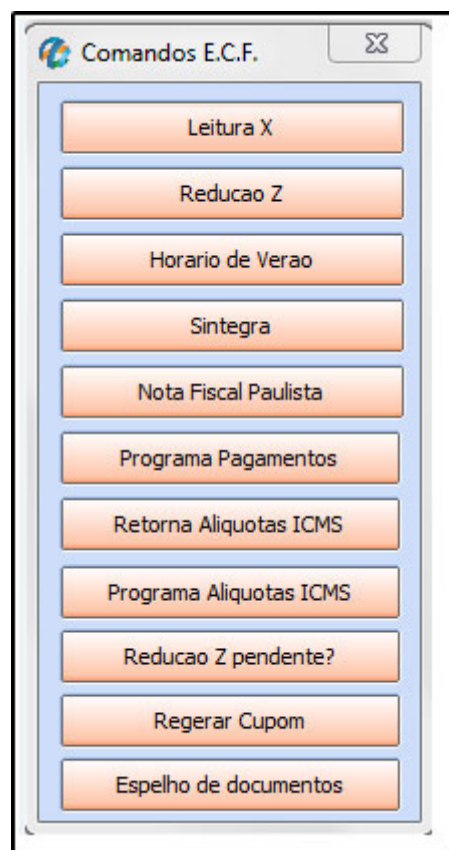 Comandos E.C.F.
Leitura X
Reducao Z
Horario de Verao
Sintegra
Nota Fiscal Paulista
Programa Pagamentos
Retorna Aliquotas ICMS
Programa Aliquotas ICMS
Reducao Z pendente?
Regerar Cupom
Espelho de documentos